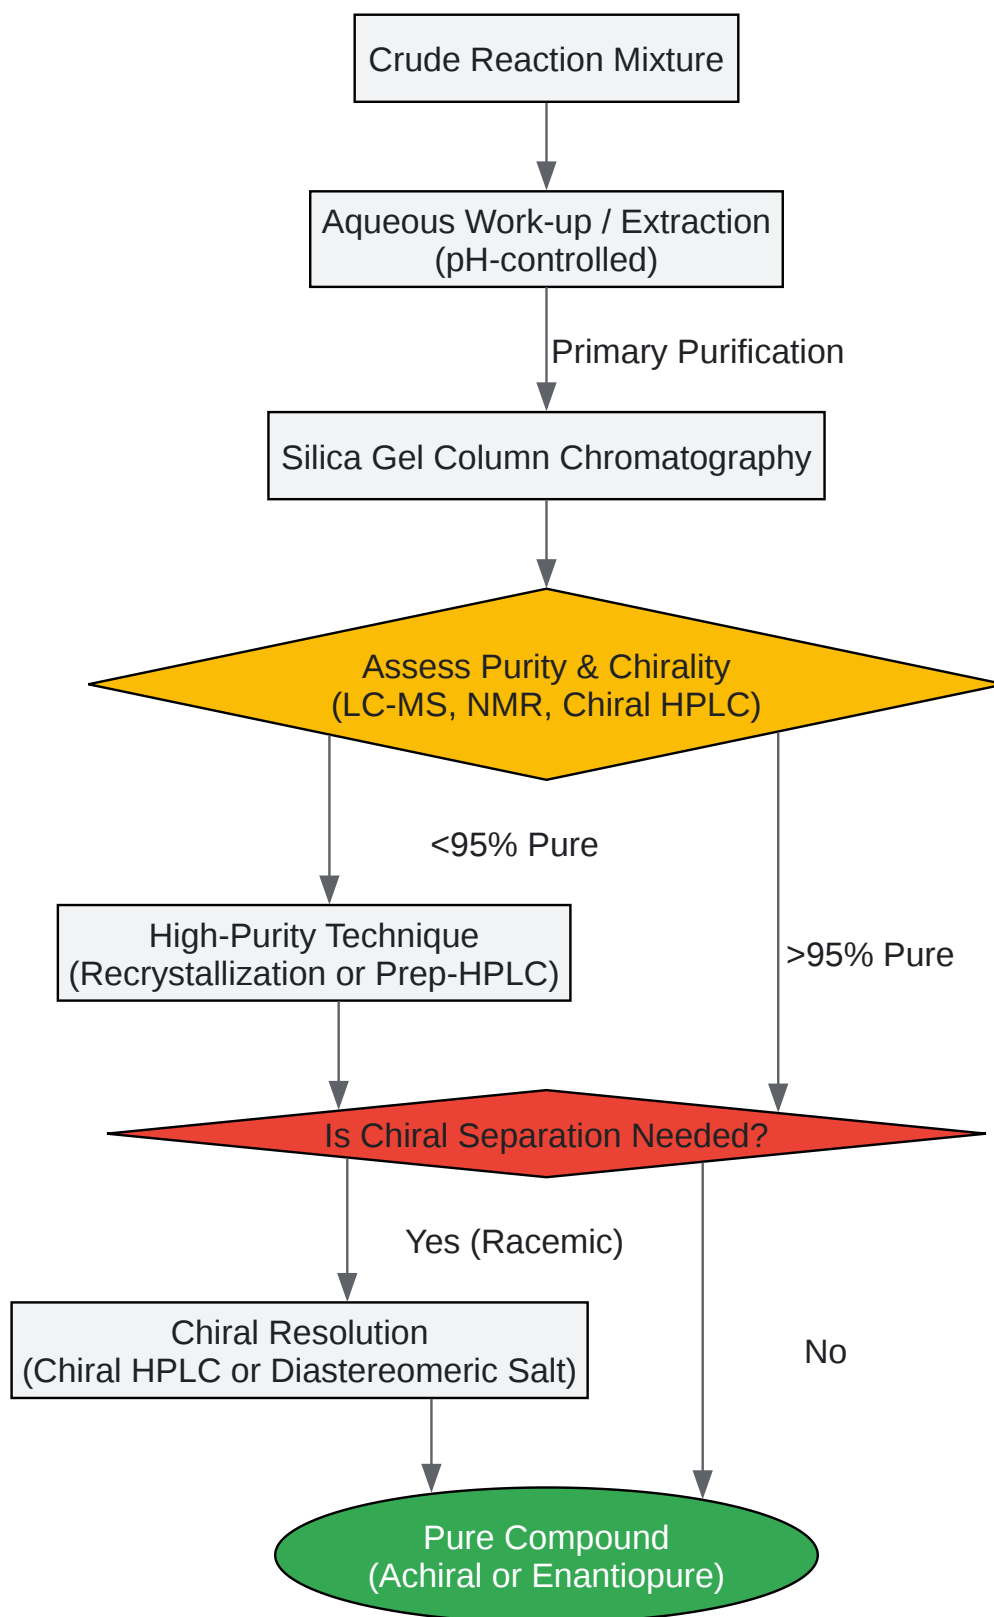 Crude Reaction Mixture
Aqueous Work-up / Extraction
(pH-controlled)
Primary Purification
Silica Gel Column Chromatography
Assess Purity & Chirality
(LC-MS, NMR, Chiral HPLC)
<95% Pure
High-Purity Technique
(Recrystallization or Prep-HPLC)
>95% Pure
Is Chiral Separation Needed?
Yes (Racemic)
Chiral Resolution
(Chiral HPLC or Diastereomeric Salt)
No
Pure Compound
(Achiral or Enantiopure)